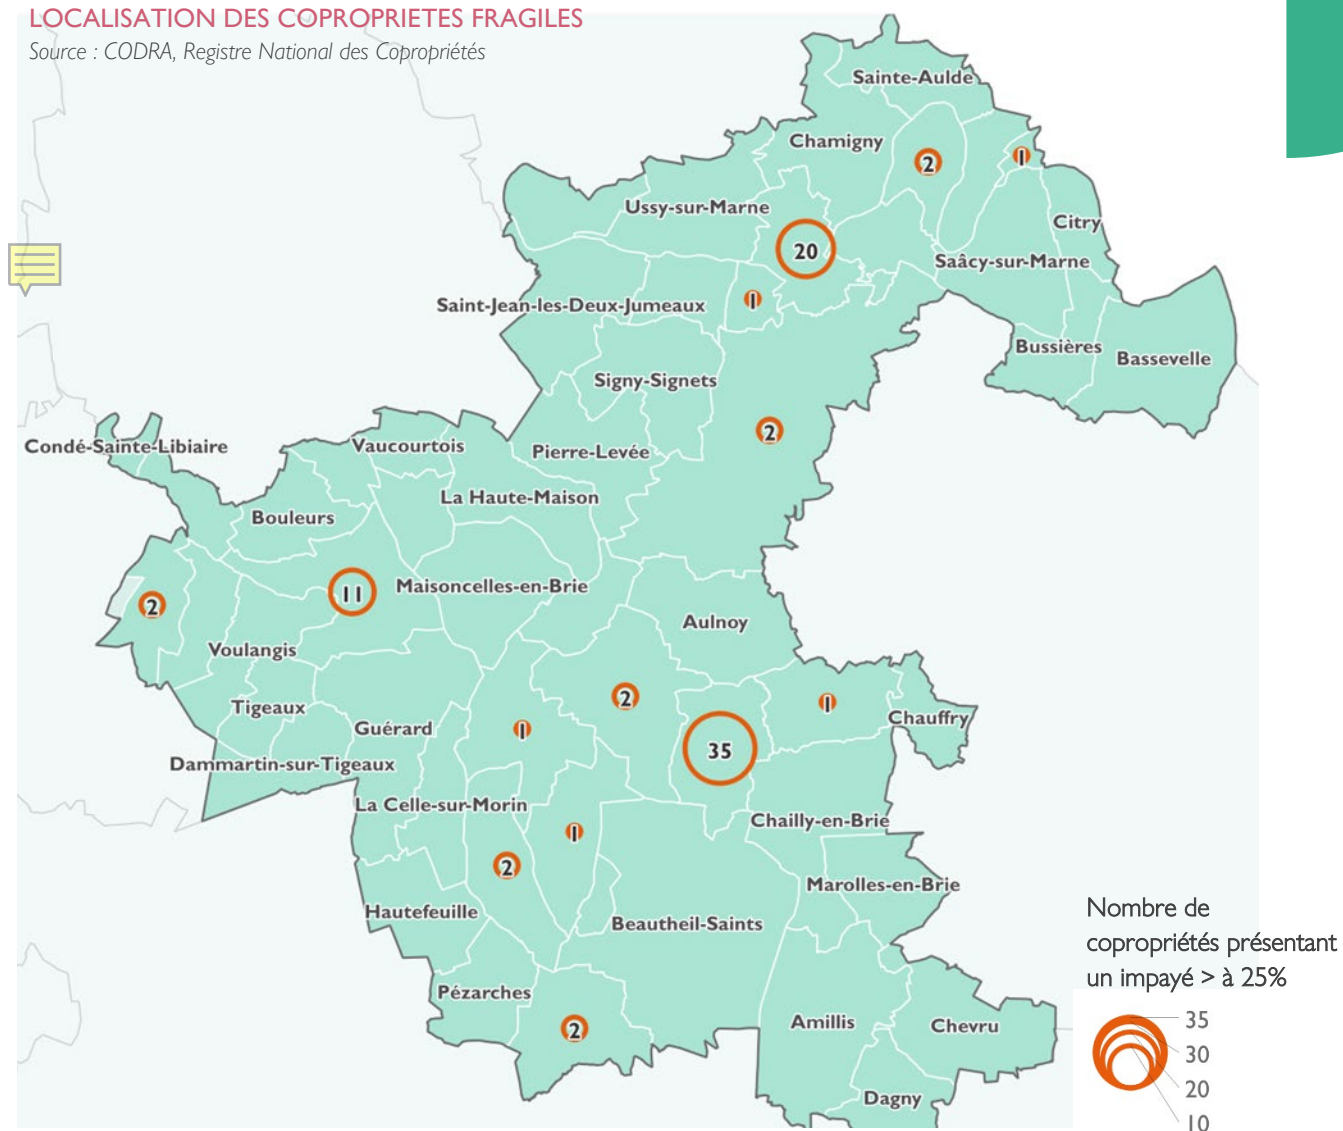 LOCALISATION DES COPROPRIETES FRAGILES
Source : CODRA, Registre National des Copropriétés
Sainte-Aulde
Chamigny
2
1
Ussy-sur-Marne
Citry
20
Saâcy-sur-Marne
Saint-Jean-les-Deux-Jumeaux
1
Bussières
Bassevelle
Signy-Signets
2
Condé-Sainte-Libiaire
Vaucourtois
Pierre-Levée
La Haute-Maison
Bouleurs
11
Maisoncelles-en-Brie
2
Aulnoy
Voulangis
2
1
Tigeaux
Guérard
1
Chauffry
35
Dammartin-sur-Tigeaux
La Celle-sur-Morin
Chailly-en-Brie
1
2
Marolles-en-Brie
Hautefeuille
Beautheil-Saints
Pézarches
2
Amillis
Chevru
Dagny
Nombre de
copropriétés présentant
un impayé > à 25%
35
30
20
10